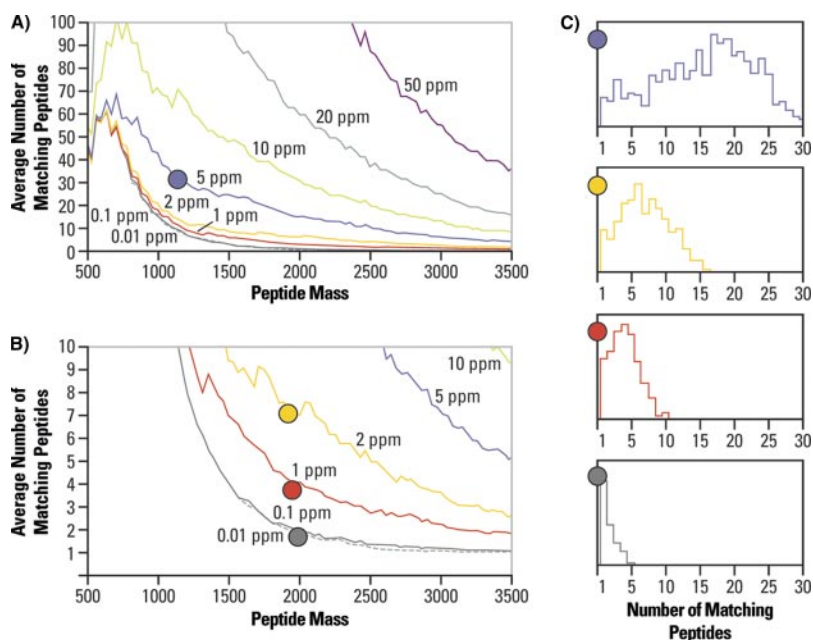 A)
Average Number of
Matching Peptides
100
90
80
70
60
50
40
30
20
10
0
50 ppm
20 ppm
10 ppm
5 ppm
2 ppm
1 ppm
0.1 ppm
0.01 ppm
500 1000 1500 2000 2500 3000 3500
Peptide Mass
B)
Average Number of
Matching Peptides
10
9
8
7
6
5
4
3
2
1
10 ppm
5 ppm
2 ppm
1 ppm
0.1 ppm
0.01 ppm
500 1000 1500 2000 2500 3000 3500
Peptide Mass
C)
1 5 10 15 20 25 30
1 5 10 15 20 25 30
1 5 10 15 20 25 30
1 5 10 15 20 25 30
Number of Matching
Peptides